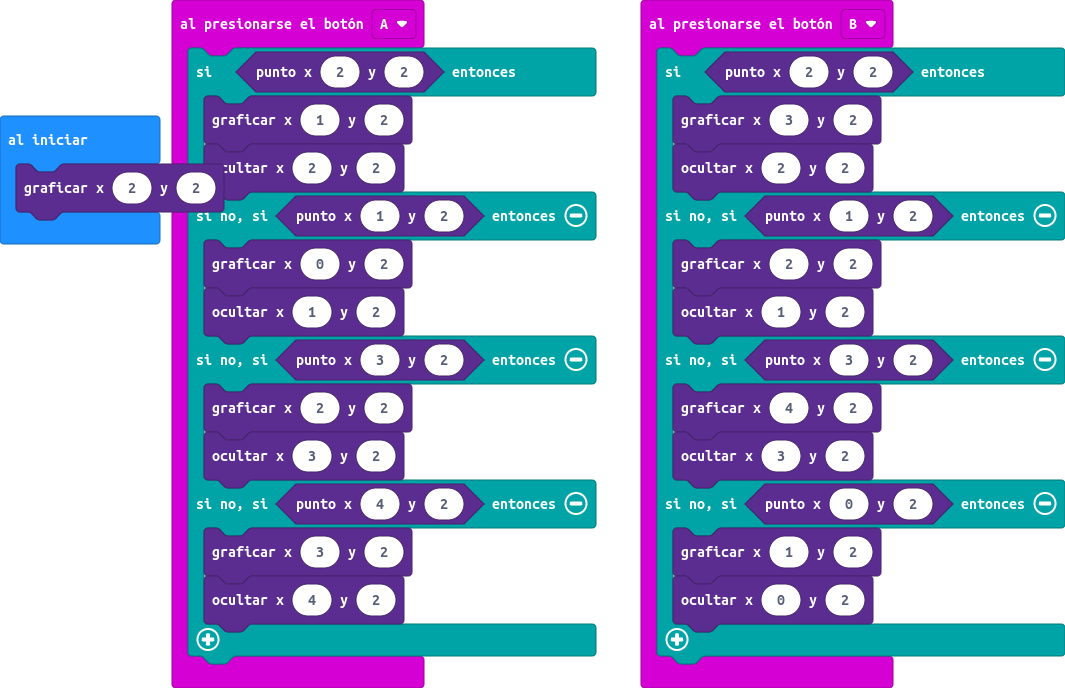 al iniciar
graficar x 2 y 2
al presionarse el botón A
si punto x 2 y 2 entonces
graficar x 1 y 2
ocultar x 2 y 2
si no, si punto x 1 y 2 entonces
graficar x 0 y 2
ocultar x 1 y 2
si no, si punto x 3 y 2 entonces
graficar x 2 y 2
ocultar x 3 y 2
si no, si punto x 4 y 2 entonces
graficar x 3 y 2
ocultar x 4 y 2
al presionarse el botón B
si punto x 2 y 2 entonces
graficar x 3 y 2
ocultar x 2 y 2
si no, si punto x 1 y 2 entonces
graficar x 2 y 2
ocultar x 1 y 2
si no, si punto x 3 y 2 entonces
graficar x 4 y 2
ocultar x 3 y 2
si no, si punto x 0 y 2 entonces
graficar x 1 y 2
ocultar x 0 y 2